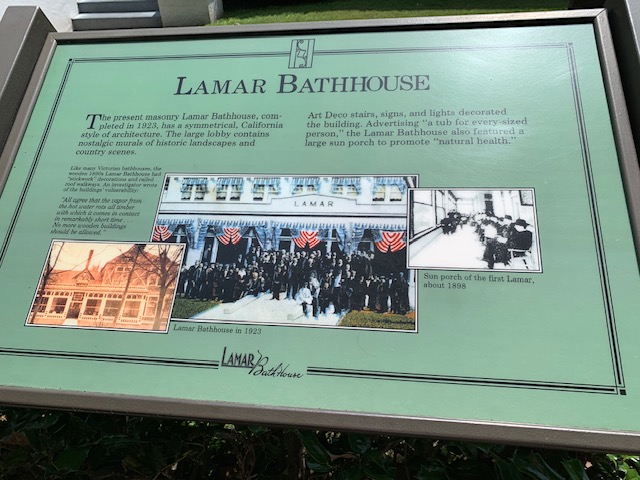 LAMAR BATHHOUSE
The present masonry Lamar Bathhouse, com-
pleted in 1923, has a symmetrical, California
style of architecture. The large lobby contains
nostalgic murals of historic landscapes and
country scenes.
Art Deco stairs, signs, and lights decorated
the building. Advertising "a tub for every-sized
person," the Lamar Bathhouse also featured a
large sun porch to promote "natural health."
Like many Victorian bathhouses, the
wooden 1890s Lamar Bathhouse had
"stickwork" decorations and railed
roof walkways. An investigator wrote
of the buildings' vulnerability:
"All agree that the vapor from
the hot water rots all timber
with which it comes in contact
in remarkably short time .
No more wooden buildings
should be allowed."
LAMAR
Sun porch of the first Lamar,
about 1898
Lamar Bathhouse in 1923
LAMAR
BathHouse